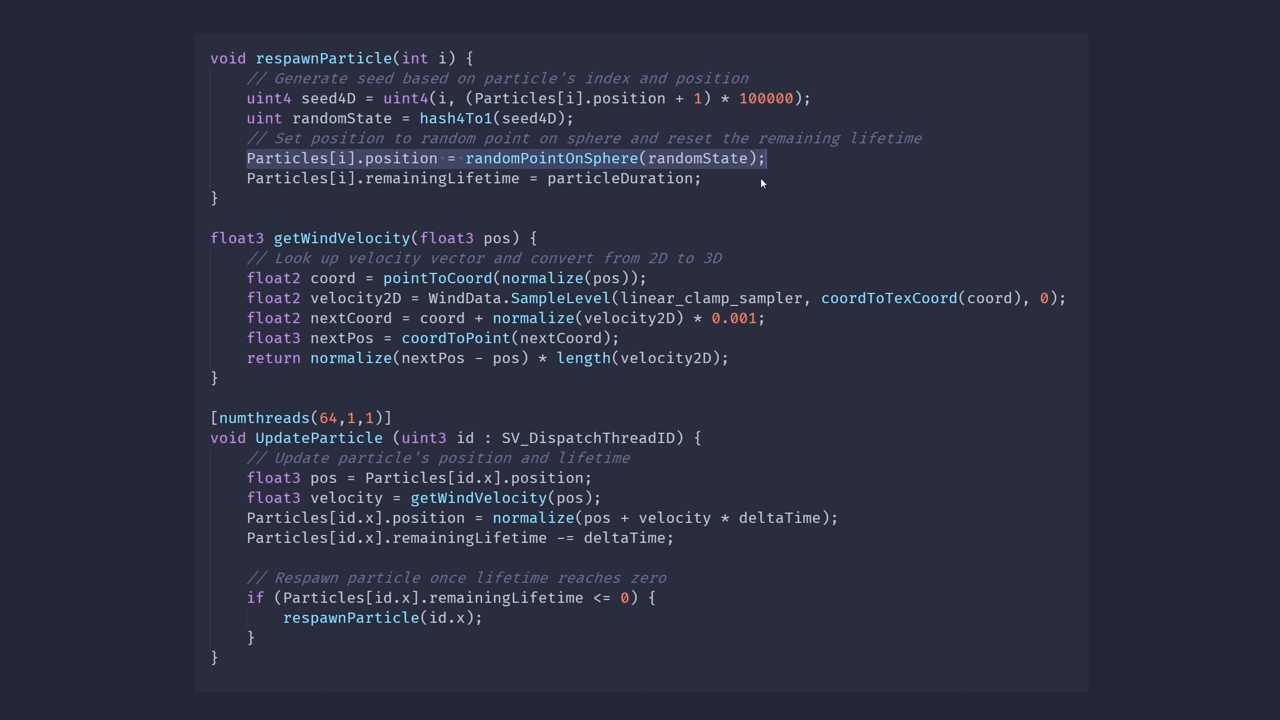 void respawnParticle(int i) {
    // Generate seed based on particle's index and position
    uint4 seed4D = uint4(i, (Particles[i].position + 1) * 100000);
    uint randomState = hash4To1(seed4D);
    // Set position to random point on sphere and reset the remaining lifetime
    Particles[i].position = randomPointOnSphere(randomState);
    Particles[i].remainingLifetime = particleDuration;
}

float3 getWindVelocity(float3 pos) {
    // Look up velocity vector and convert from 2D to 3D
    float2 coord = pointToCoord(normalize(pos));
    float2 velocity2D = WindData.SampleLevel(linear_clamp_sampler, coordToTexCoord(coord), 0);
    float2 nextCoord = coord + normalize(velocity2D) * 0.001;
    float3 nextPos = coordToPoint(nextCoord);
    return normalize(nextPos - pos) * length(velocity2D);
}

[numthreads(64,1,1)]
void UpdateParticle (uint3 id : SV_DispatchThreadID) {
    // Update particle's position and lifetime
    float3 pos = Particles[id.x].position;
    float3 velocity = getWindVelocity(pos);
    Particles[id.x].position = normalize(pos + velocity * deltaTime);
    Particles[id.x].remainingLifetime -= deltaTime;

    // Respawn particle once lifetime reaches zero
    if (Particles[id.x].remainingLifetime <= 0) {
        respawnParticle(id.x);
    }
}